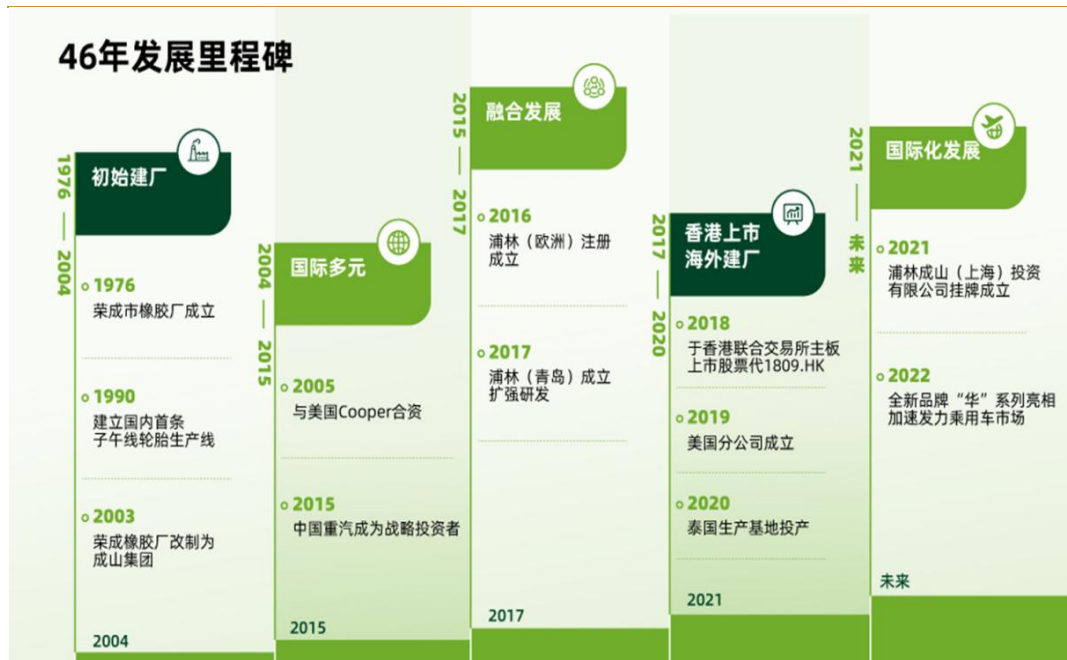 46年发展里程碑
1976 — 2004
初始建厂
1976
荣成市橡胶厂成立
1990
建立国内首条
子午线轮胎生产线
2003
荣成橡胶厂改制为
成山集团
2004
2004 — 2015
国际多元
2005
与美国Cooper合资
2015
中国重汽成为战略投资者
2015
2015 — 2017
融合发展
2016
浦林（欧洲）注册
成立
2017
浦林（青岛）成立
扩强研发
2017
2017 — 2020
香港上市
海外建厂
2018
于香港联合交易所主板
上市股票代1809.HK
2019
美国分公司成立
2020
泰国生产基地投产
2021
2021 — 未来
国际化发展
2021
浦林成山（上海）投资
有限公司挂牌成立
2022
全新品牌“华”系列亮相
加速发力乘用车市场
未来